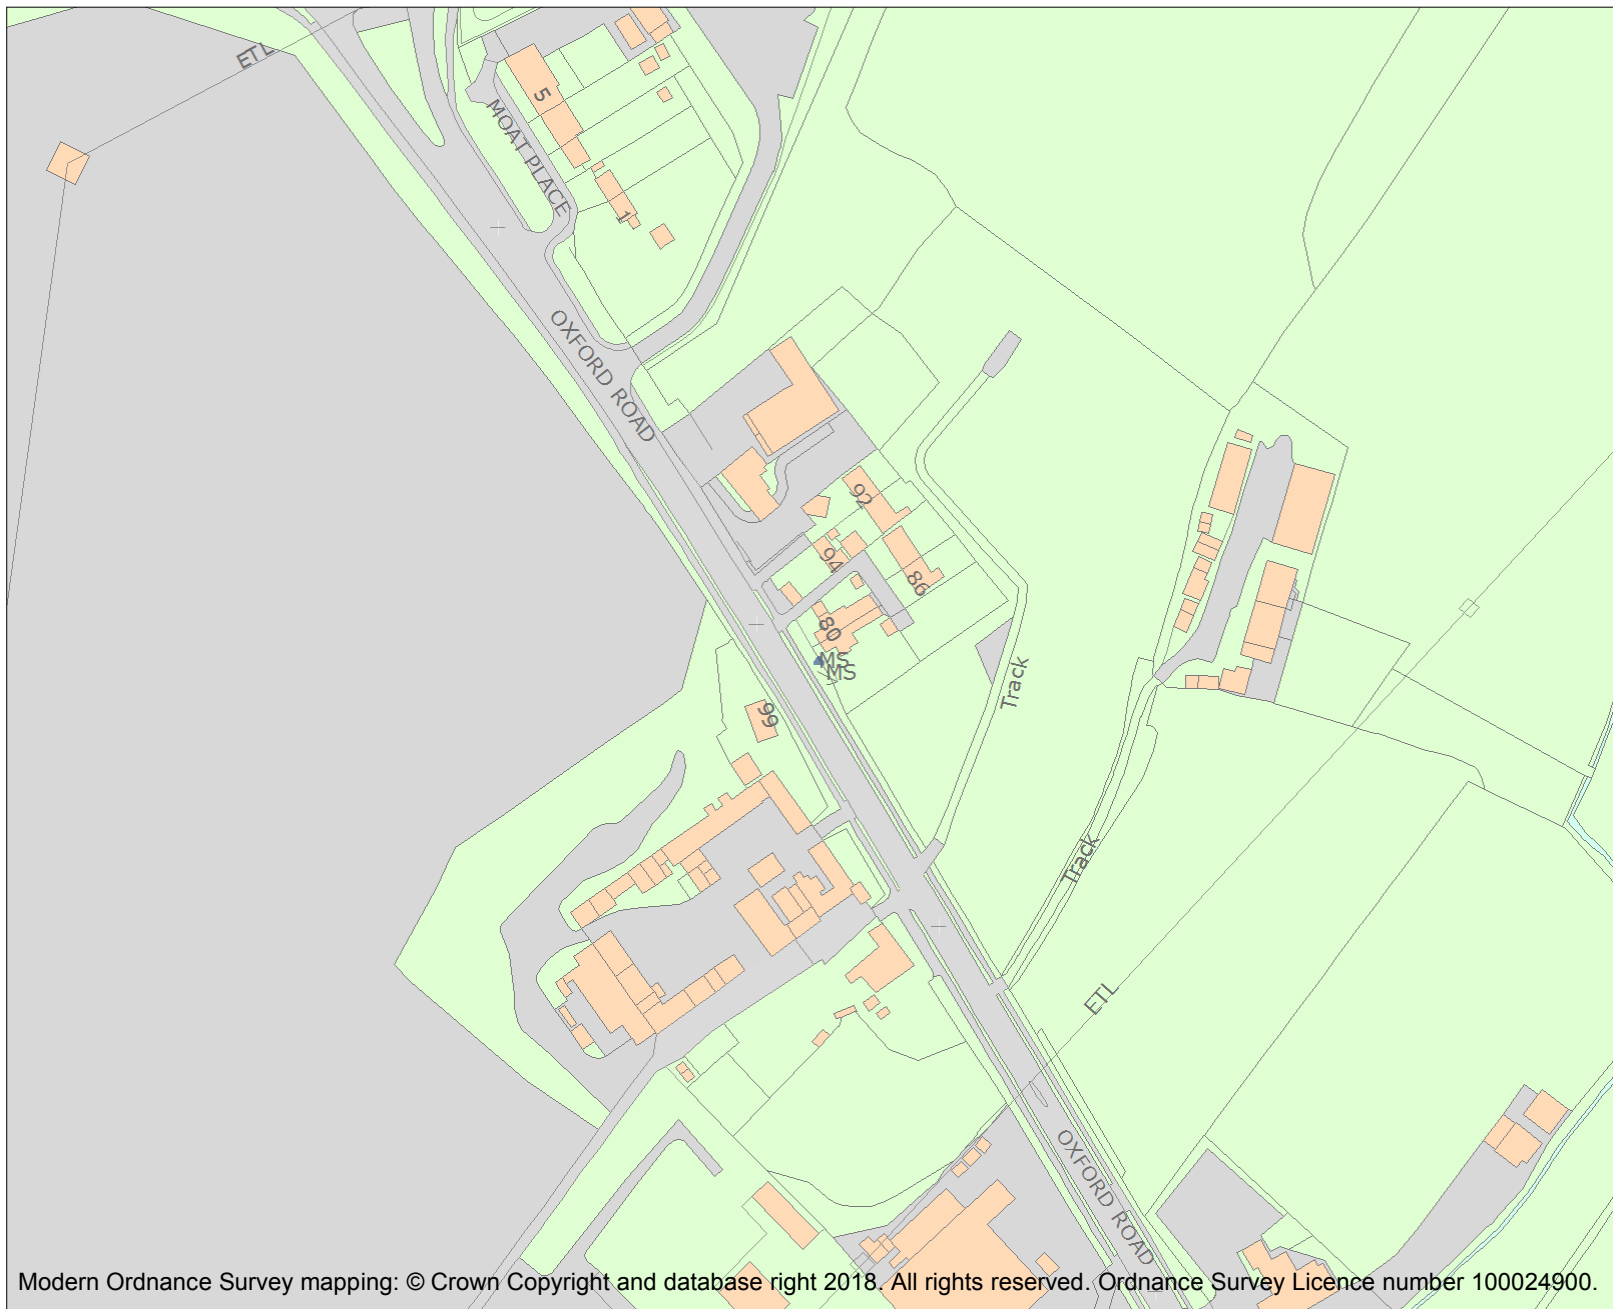 ETL
5
MOAT PLACE
1
OXFORD ROAD
92
94
86
80
MS
MS
Track
99
Track
ETL
OXFORD ROAD
Modern Ordnance Survey mapping: © Crown Copyright and database right 2018. All rights reserved. Ordnance Survey Licence number 100024900.